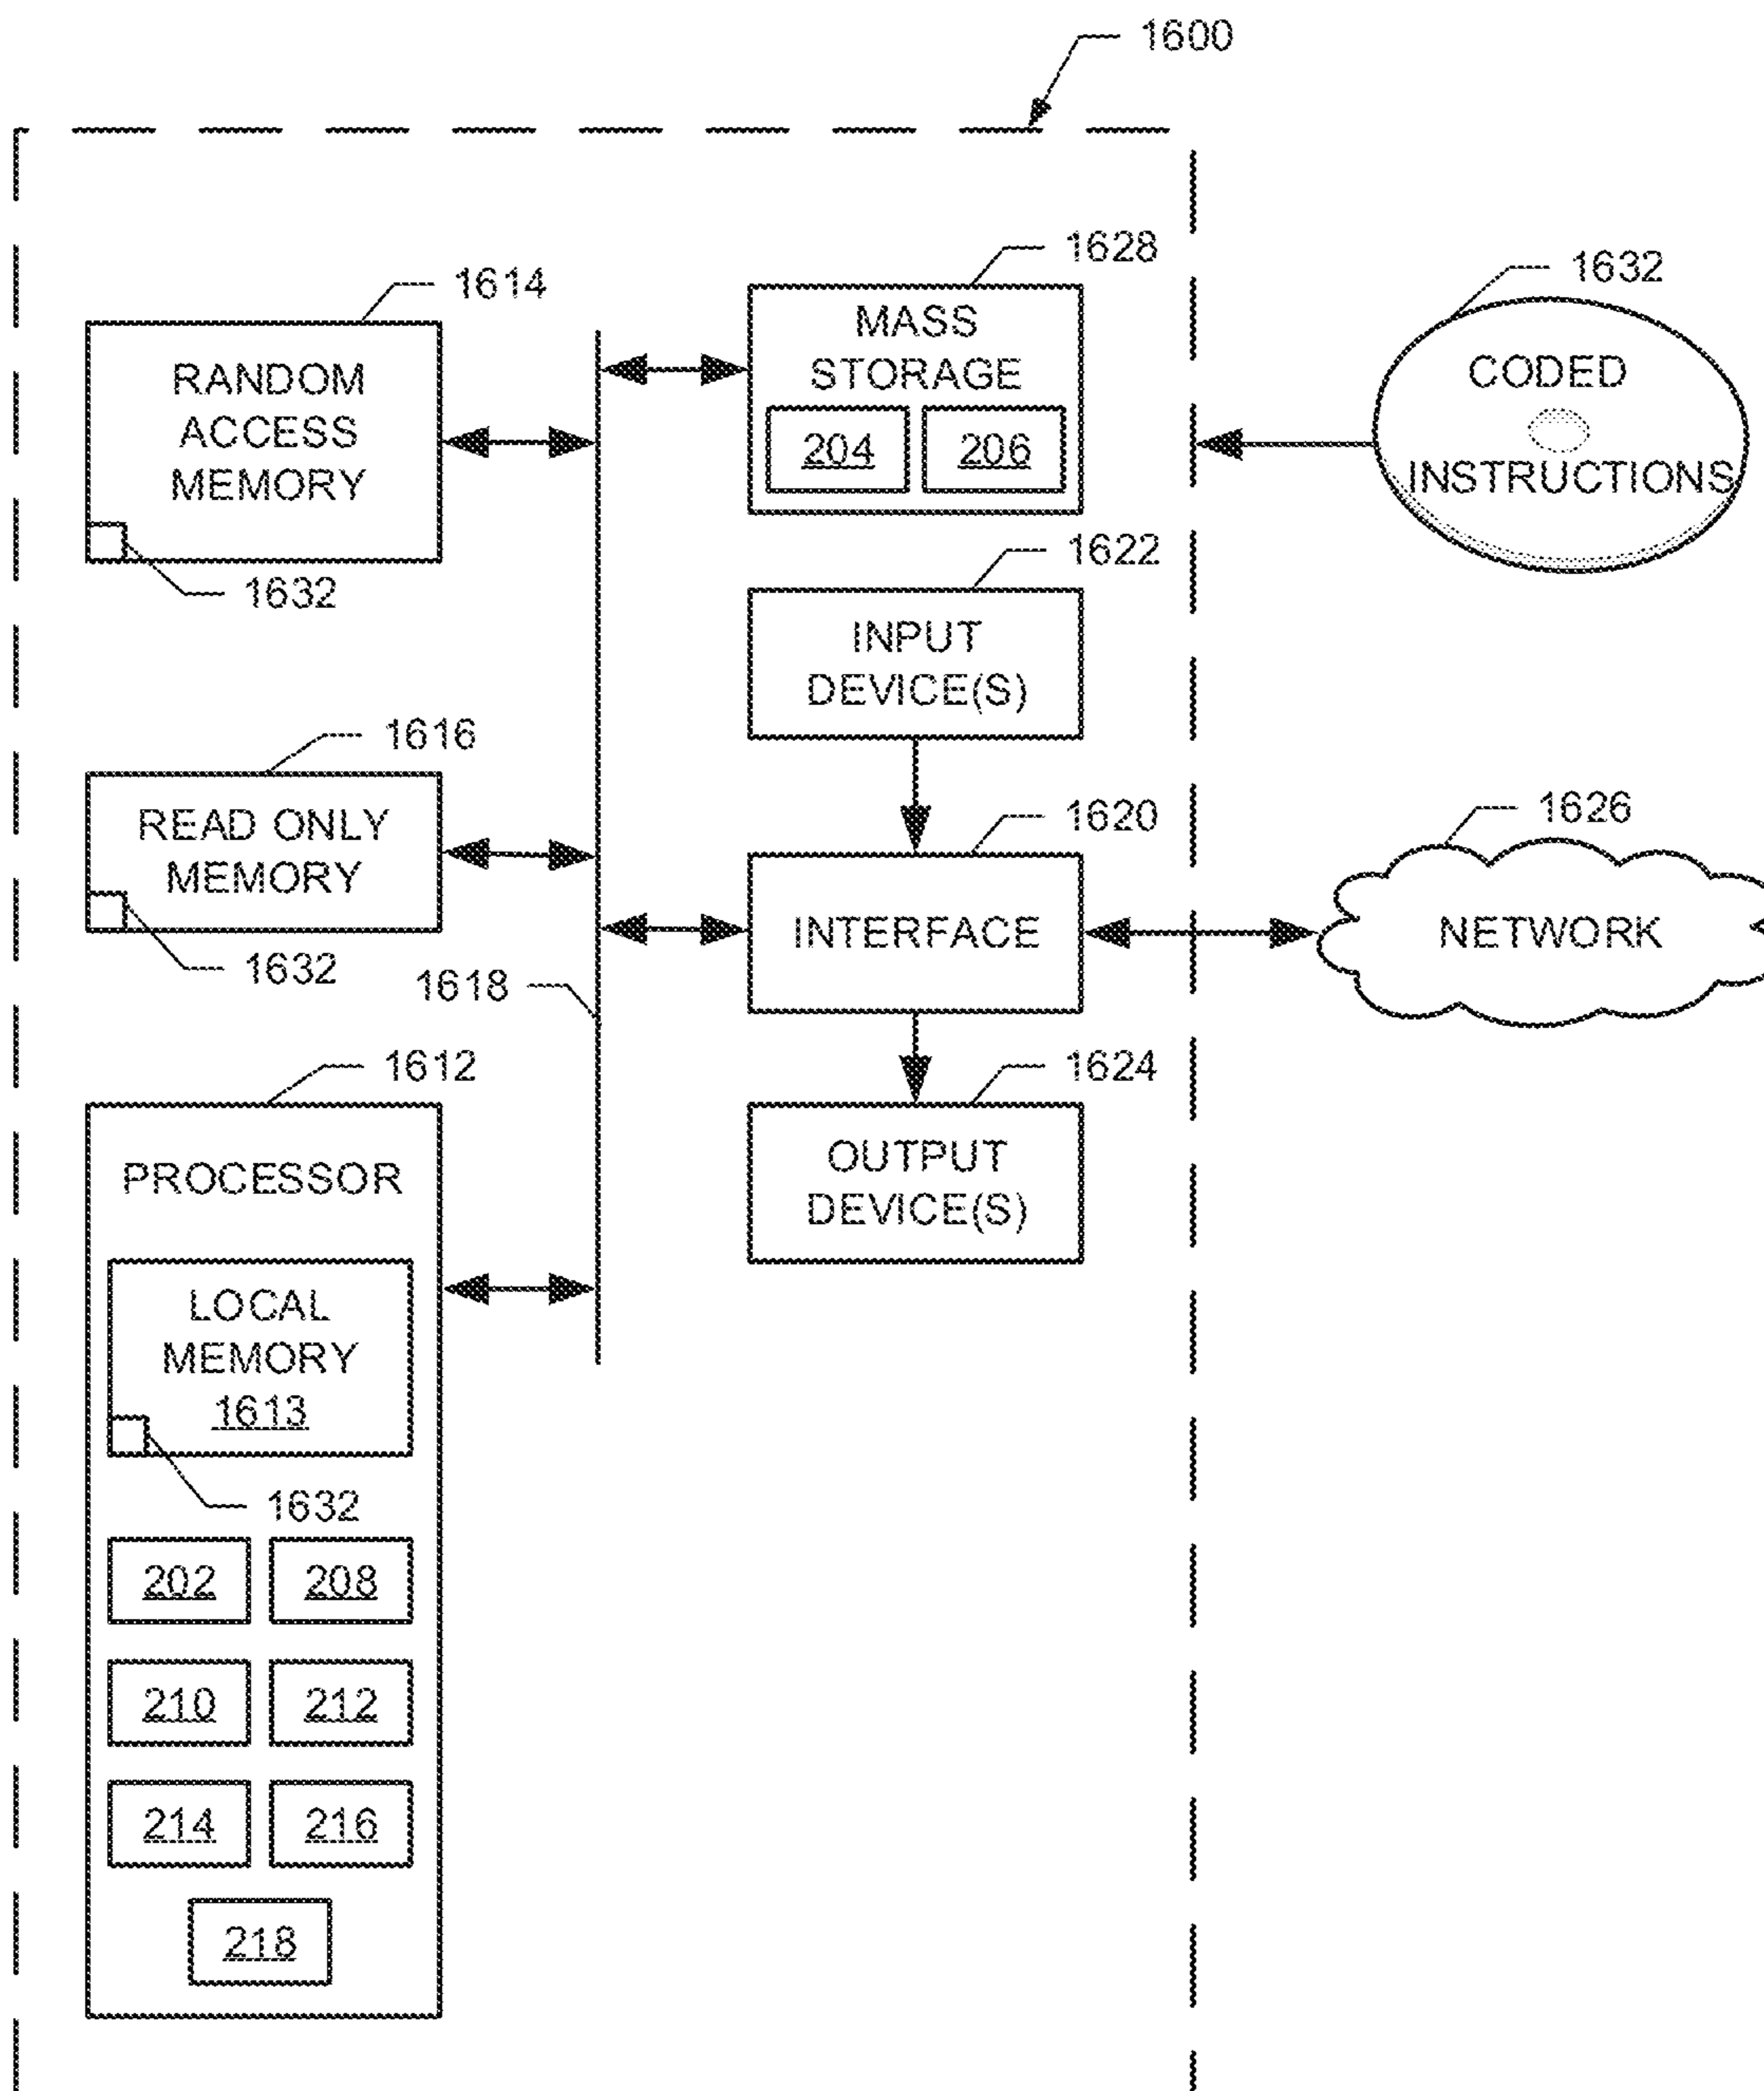 1600
1614
RANDOM
ACCESS
MEMORY
1632
1616
READ ONLY
MEMORY
1632
1618
1612
PROCESSOR
LOCAL
MEMORY
1613
1632
202
208
210
212
214
216
218
1628
MASS
STORAGE
204
206
1622
INPUT
DEVICE(S)
1620
INTERFACE
1624
OUTPUT
DEVICE(S)
1632
CODED
INSTRUCTIONS
1626
NETWORK